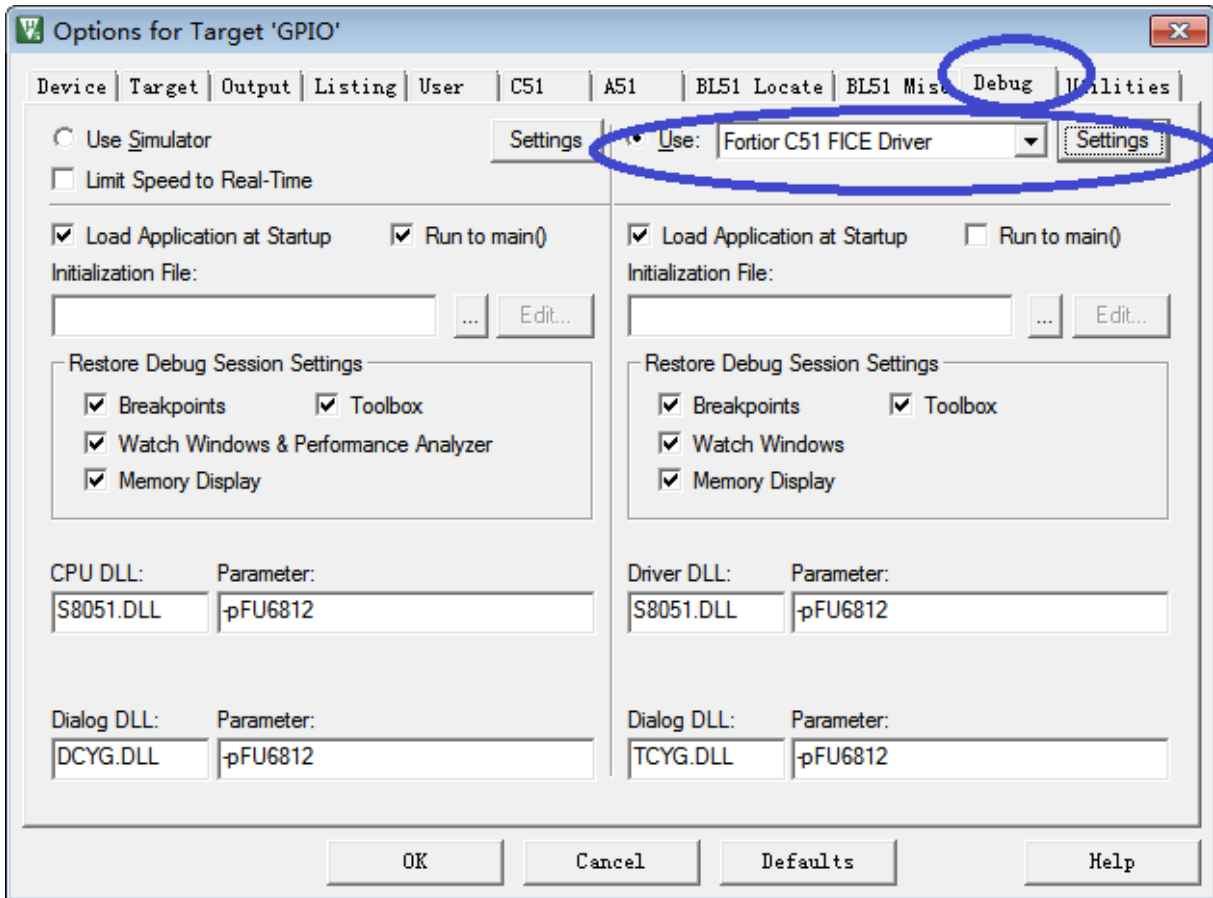 Options for Target 'GPIO'
Device Target Output Listing User C51 A51 BL51 Locate BL51 Misc Debug Utilities
Use Simulator Settings Use: Fortior C51 FICE Driver Settings
Limit Speed to Real-Time
Load Application at Startup Run to main() Load Application at Startup Run to main()
Initialization File: Initialization File:
... Edit... ... Edit...
Restore Debug Session Settings Restore Debug Session Settings
Breakpoints Toolbox Breakpoints Toolbox
Watch Windows & Performance Analyzer Watch Windows
Memory Display Memory Display
CPU DLL: Parameter: Driver DLL: Parameter:
S8051.DLL -pFU6812 S8051.DLL -pFU6812
Dialog DLL: Parameter: Dialog DLL: Parameter:
DCYG.DLL -pFU6812 TCYG.DLL -pFU6812
OK Cancel Defaults Help